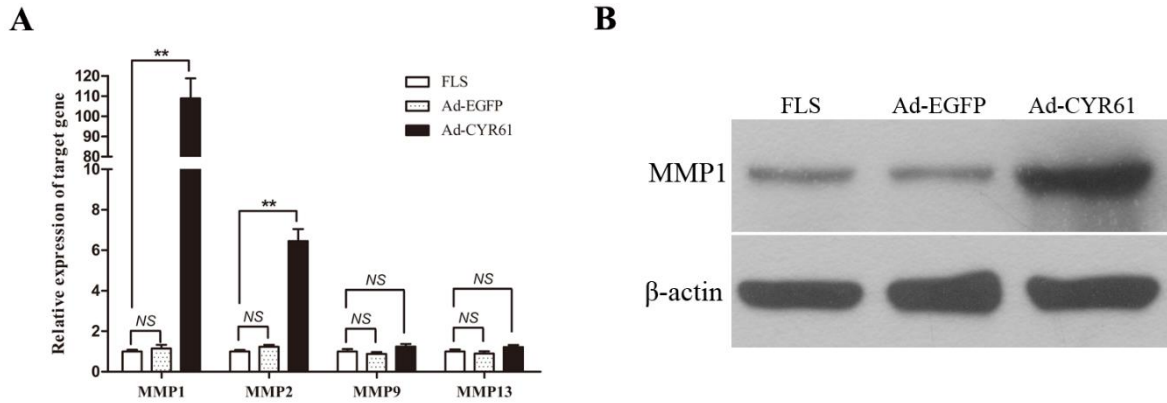 A
Relative expression of target gene
120
110
100
90
80
10
8
6
4
2
0
**
**
NS
NS
NS
NS
NS
NS
FLS
Ad-EGFP
Ad-CYR61
MMP1
MMP2
MMP9
MMP13
B
FLS Ad-EGFP Ad-CYR61
MMP1
β-actin